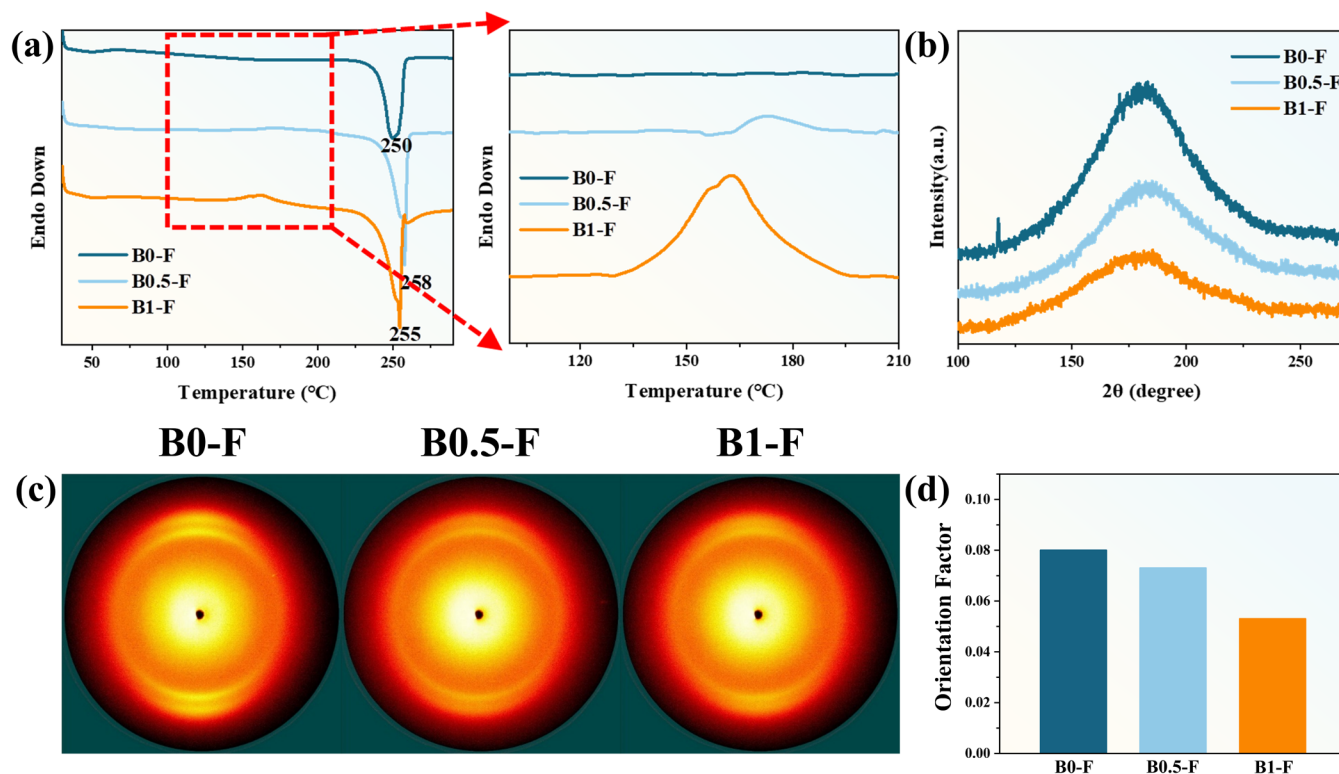 (a)
Endo Down
250
258
255
B0-F
B0.5-F
B1-F
50
100
150
200
250
Temperature (°C)
Endo Down
B0-F
B0.5-F
B1-F
120
150
180
210
Temperature (°C)
(b)
Intensity(a.u.)
B0-F
B0.5-F
B1-F
100
150
200
250
2θ (degree)
(c)
B0-F
B0.5-F
B1-F
(d)
Orientation Factor
0.10
0.08
0.06
0.04
0.02
0.00
B0-F
B0.5-F
B1-F